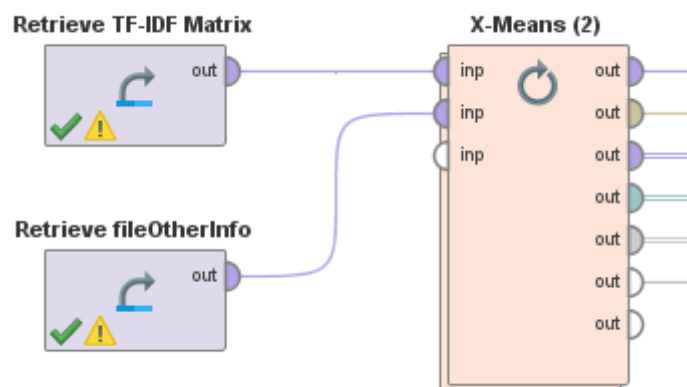 Retrieve TF-IDF Matrix
out
X-Means (2)
inp
inp
inp
out
out
out
out
out
out
out
Retrieve fileOtherInfo
out